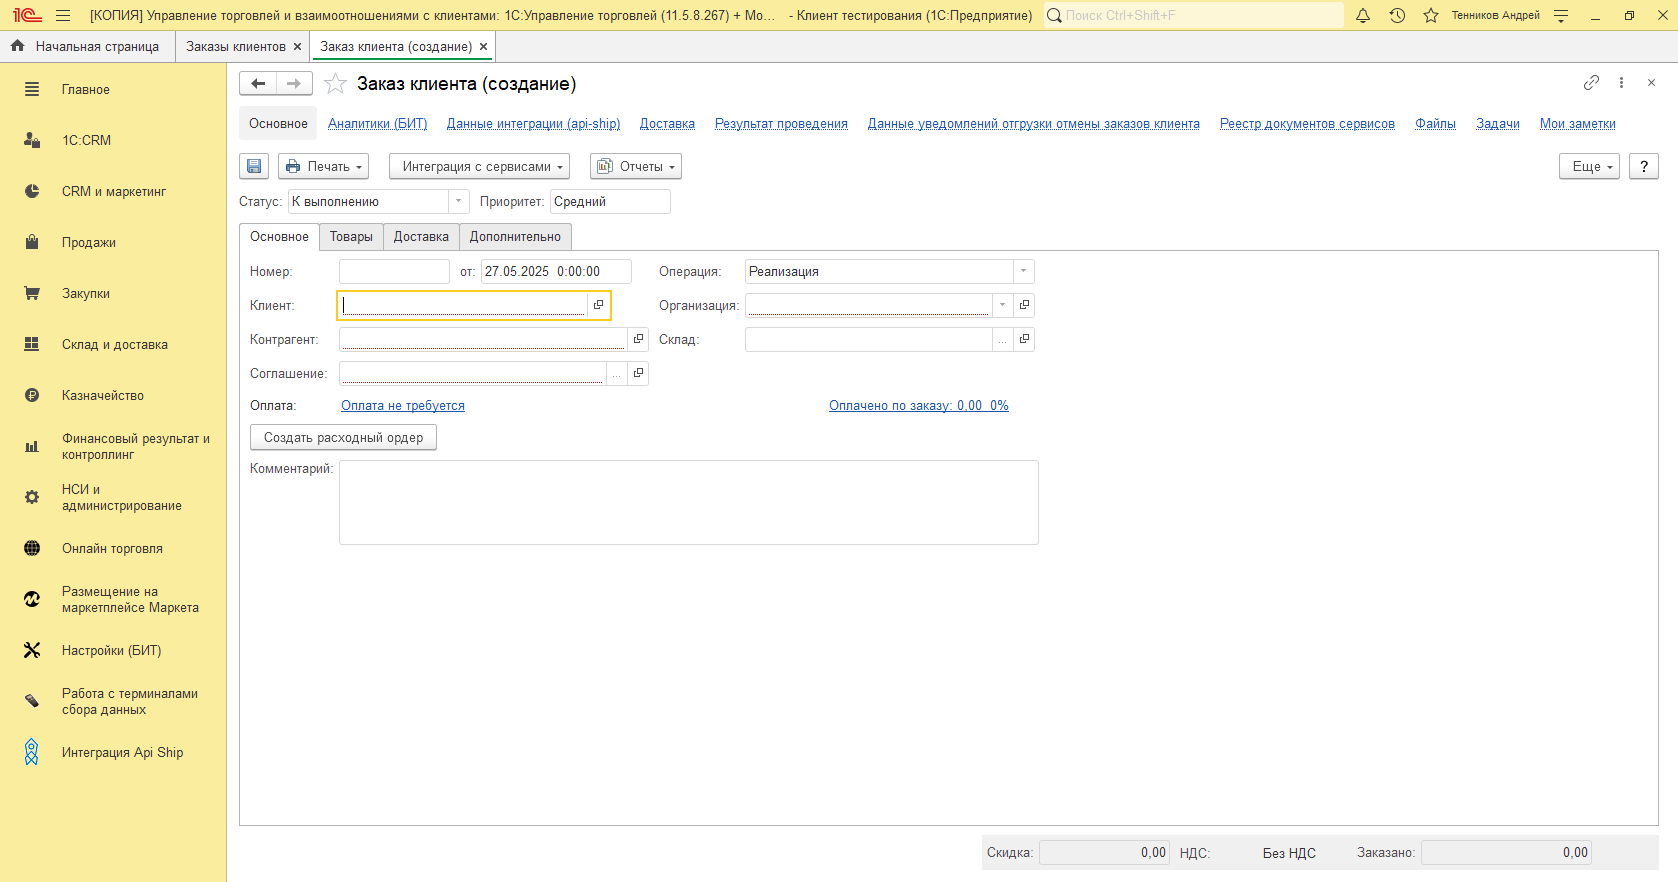 [КОПИЯ] Управление торговлей и взаимоотношениями с клиентами: 1С:Управление торговлей (11.5.8.267) + Мо... - Клиент тестирования (1С:Предприятие)
Поиск Ctrl+Shift+F
Тенников Андрей
Начальная страница
Заказы клиентов
Заказ клиента (создание)
Главное
1С:CRM
CRM и маркетинг
Продажи
Закупки
Склад и доставка
Казначейство
Финансовый результат и
контроллинг
НСИ и
администрирование
Онлайн торговля
Размещение на
маркетплейсе Маркета
Настройки (БИТ)
Работа с терминалами
сбора данных
Интеграция Api Ship
Заказ клиента (создание)
Основное Аналитики (БИТ) Данные интеграции (api-ship) Доставка Результат проведения Данные уведомлений отгрузки отмены заказов клиента Реестр документов сервисов Файлы Задачи Мои заметки
Печать Интеграция с сервисами Отчеты Еще ?
Статус: К выполнению Приоритет: Средний
Основное Товары Доставка Дополнительно
Номер: от: 27.05.2025 0:00:00 Операция: Реализация
Клиент: Организация:
Контрагент: Склад: ...
Соглашение: ...
Оплата: Оплата не требуется Оплачено по заказу: 0,00 0%
Создать расходный ордер
Комментарий:
Скидка: 0,00 НДС: Без НДС Заказано: 0,00